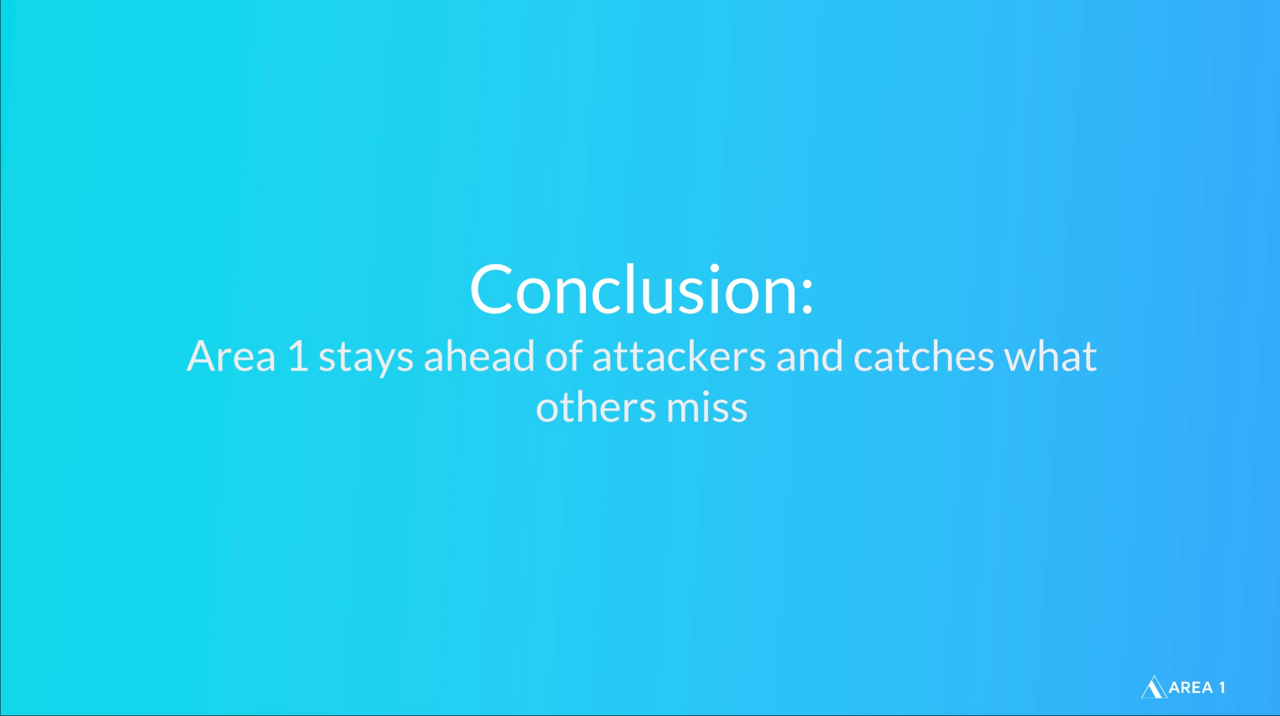 Conclusion:
Area 1 stays ahead of attackers and catches what
others miss
AREA 1